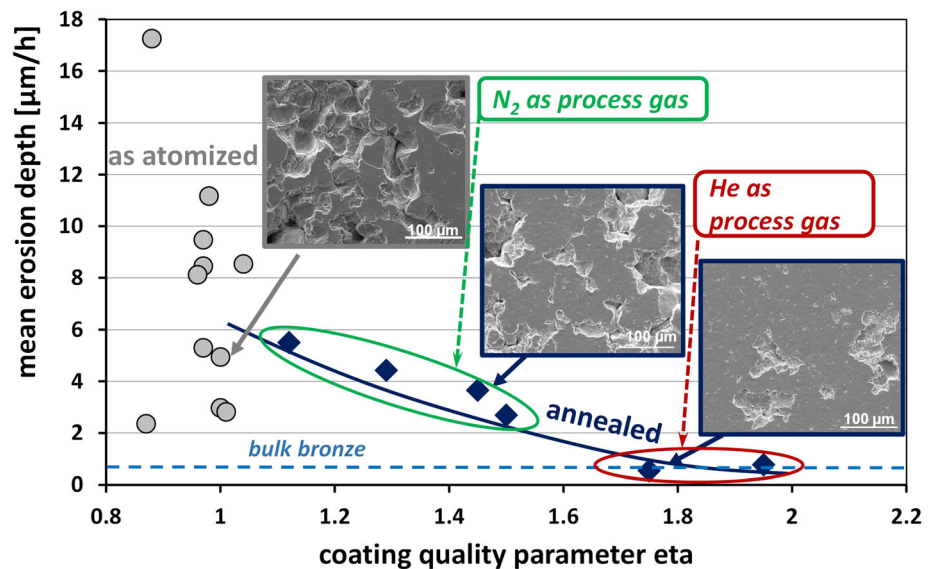 mean erosion depth [µm/h]
18
16
14
12
10
8
6
4
2
0
as atomized
100 µm
N2 as process gas
100 µm
He as
process gas
100 µm
annealed
bulk bronze
0.8
1
1.2
1.4
1.6
1.8
2
2.2
coating quality parameter eta